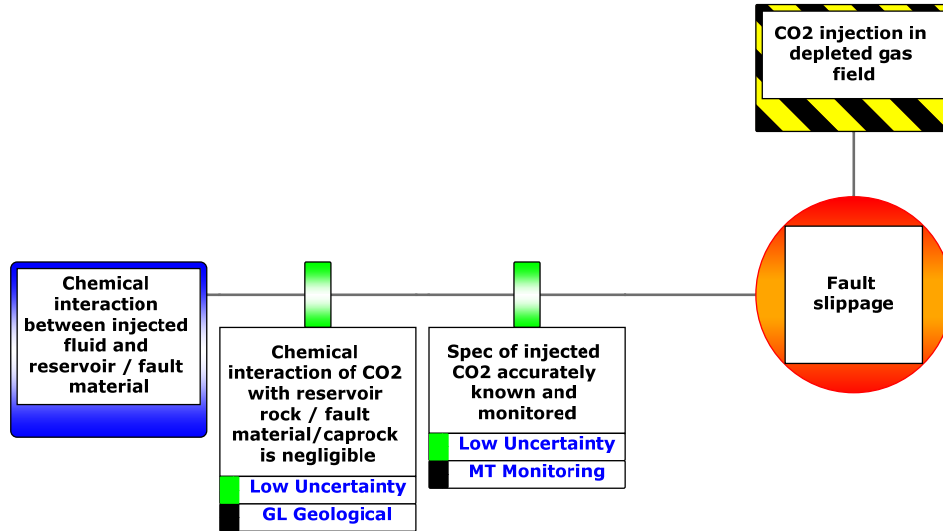 CO2 injection in
depleted gas
field
Chemical
interaction
between injected
fluid and
reservoir / fault
material
Chemical
interaction of CO2
with reservoir
rock / fault
material/caprock
is negligible
Low Uncertainty
GL Geological
Spec of injected
CO2 accurately
known and
monitored
Low Uncertainty
MT Monitoring
Fault
slippage